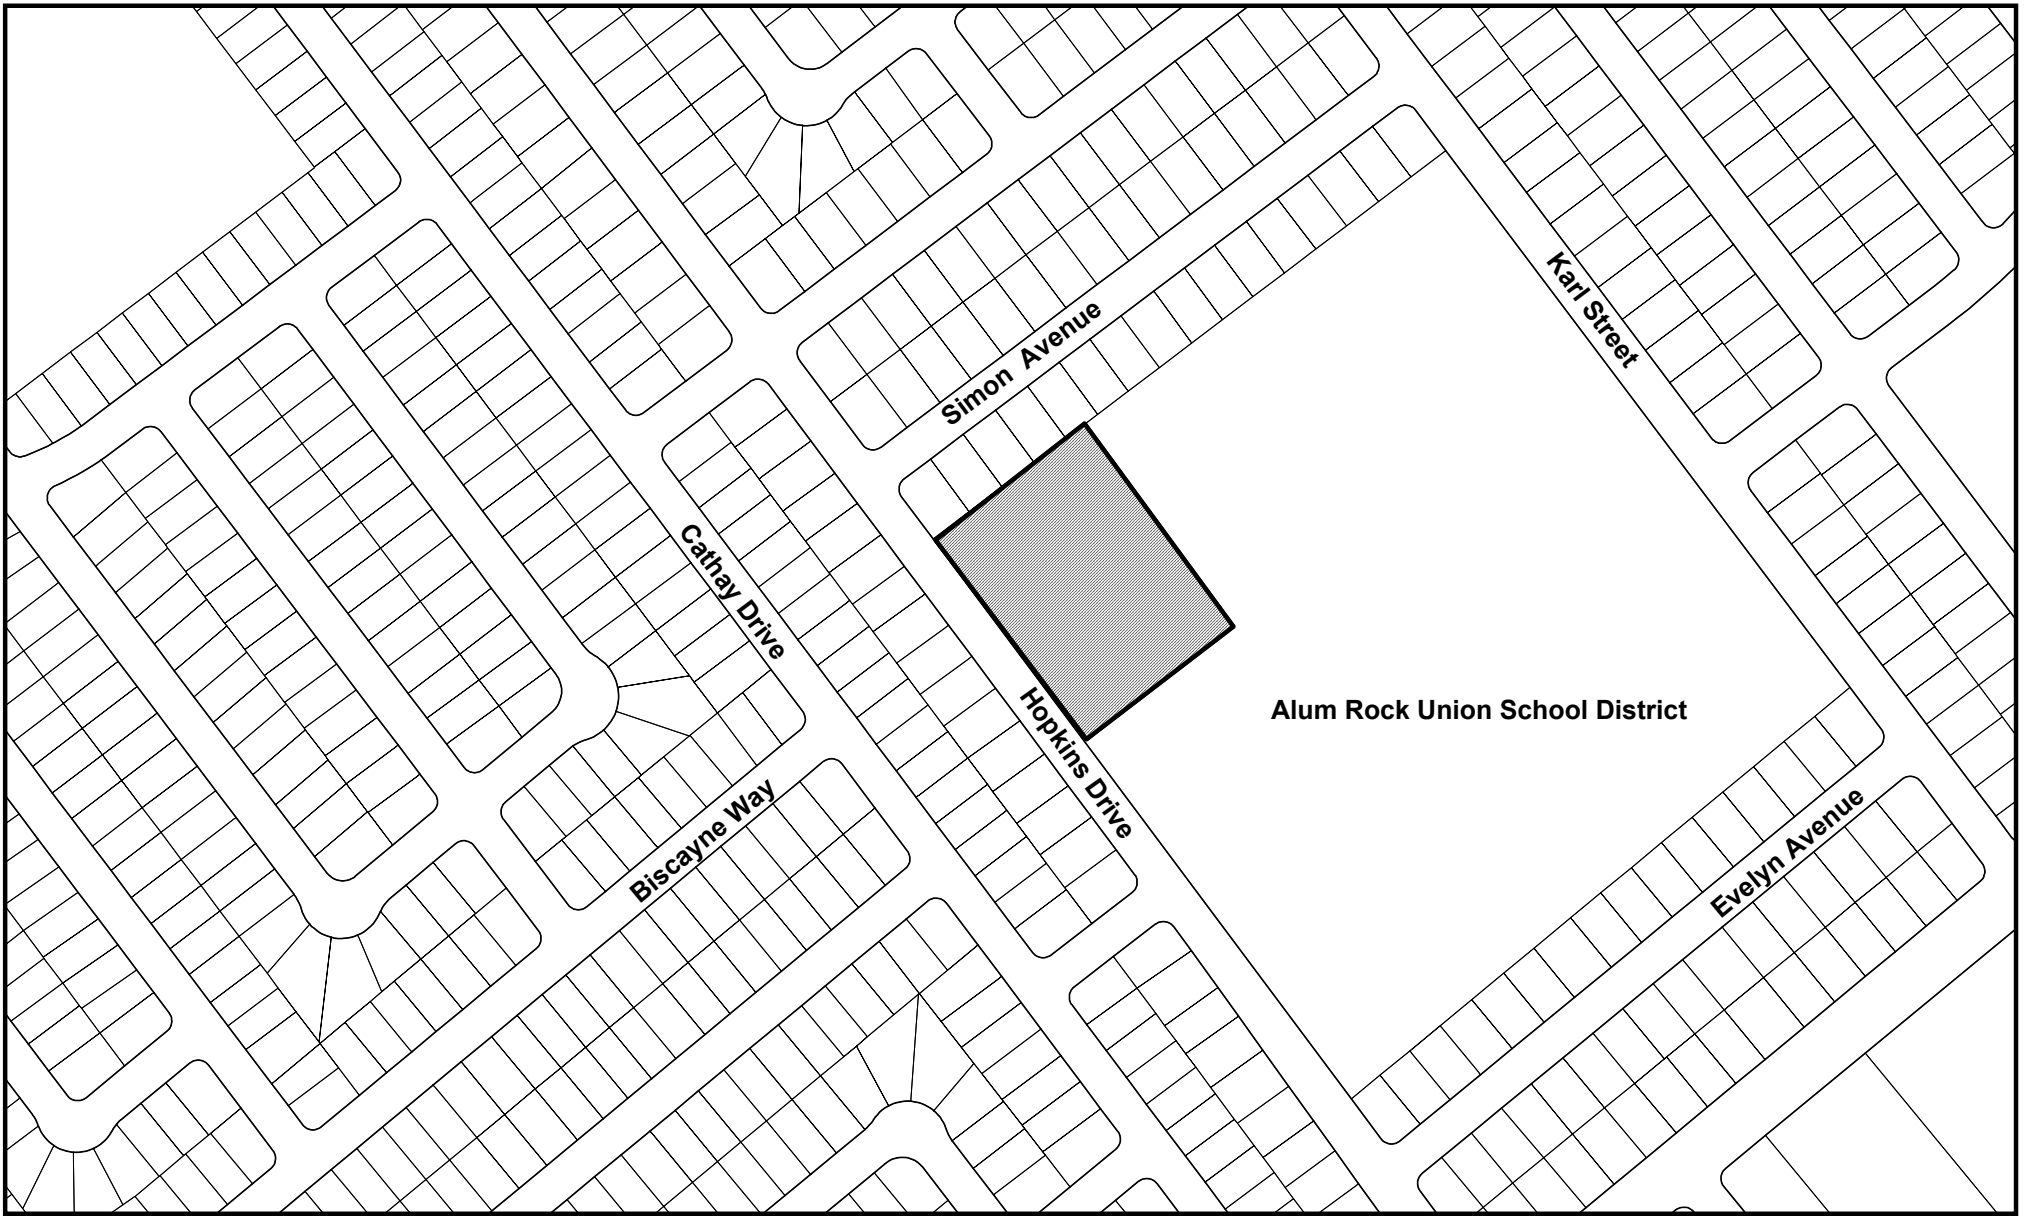 Karl Street
Simon Avenue
Cathay Drive
Hopkins Drive
Alum Rock Union School District
Biscayne Way
Evelyn Avenue